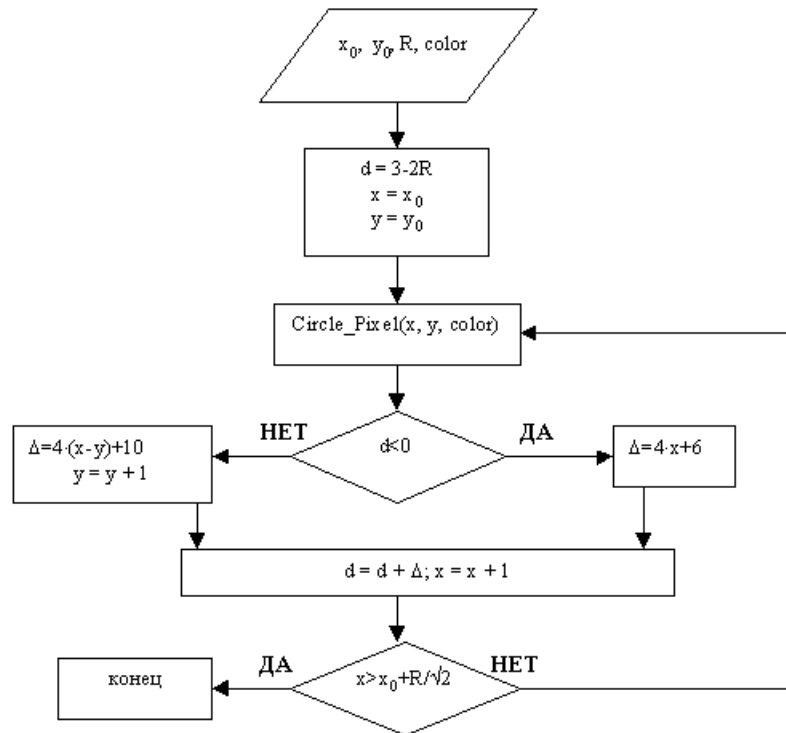 x₀, y₀, R, color
d = 3-2R
x = x₀
y = y₀
Circle_Pixel(x, y, color)
НЕТ
d<0
ДА
Δ=4·(x-y)+10
y = y + 1
Δ=4·x+6
d = d + Δ; x = x + 1
конец
ДА
x>x₀+R/√2
НЕТ